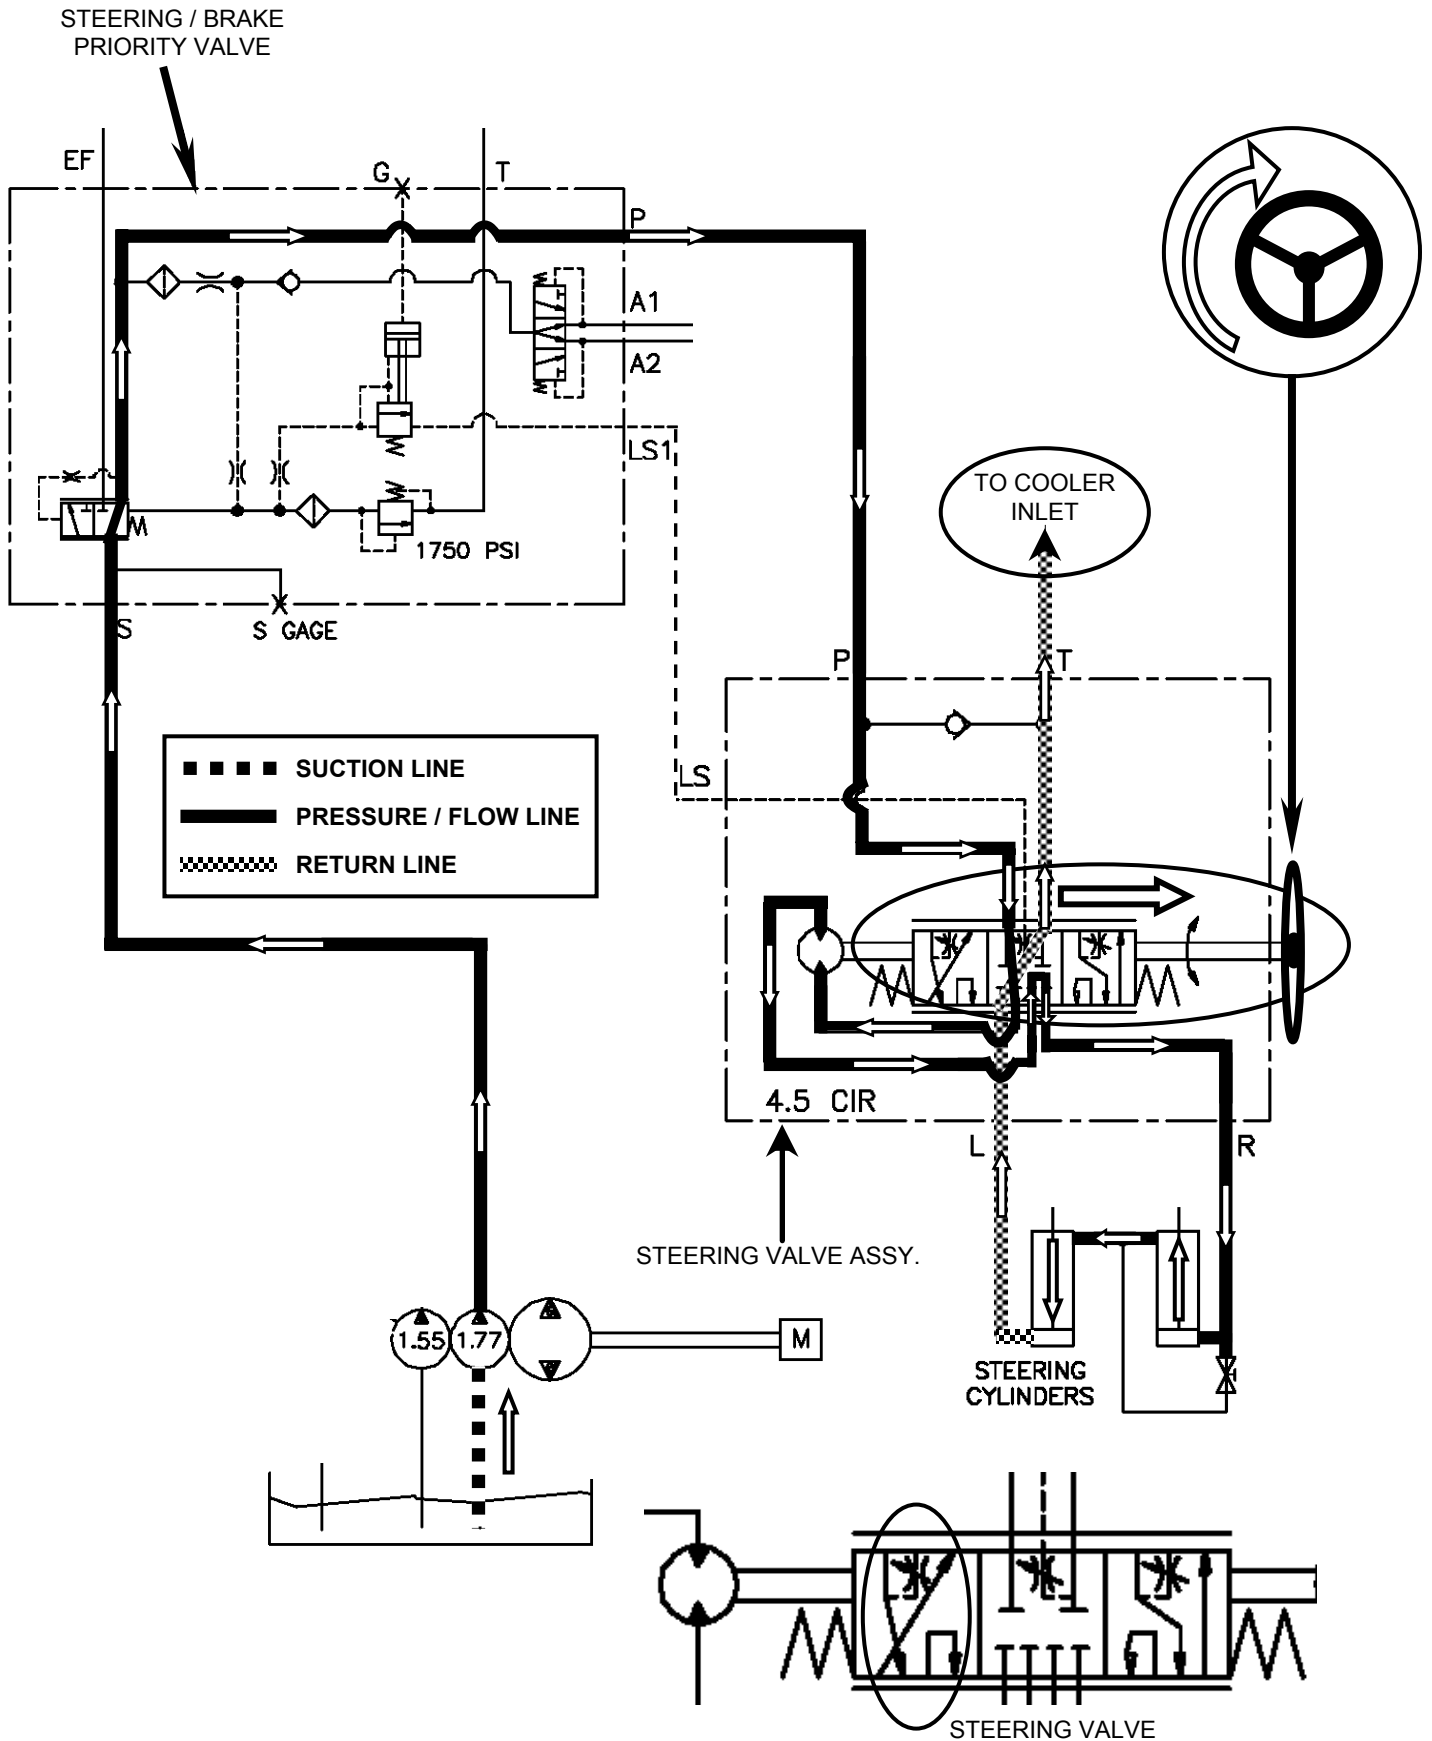 STEERING / BRAKE
PRIORITY VALVE
EF
G
T
P
A1
A2
LS1
1750 PSI
S
S GAGE
TO COOLER
INLET
P
T
LS
SUCTION LINE
PRESSURE / FLOW LINE
RETURN LINE
4.5 CIR
L
R
STEERING VALVE ASSY.
1.55
1.77
M
STEERING
CYLINDERS
STEERING VALVE